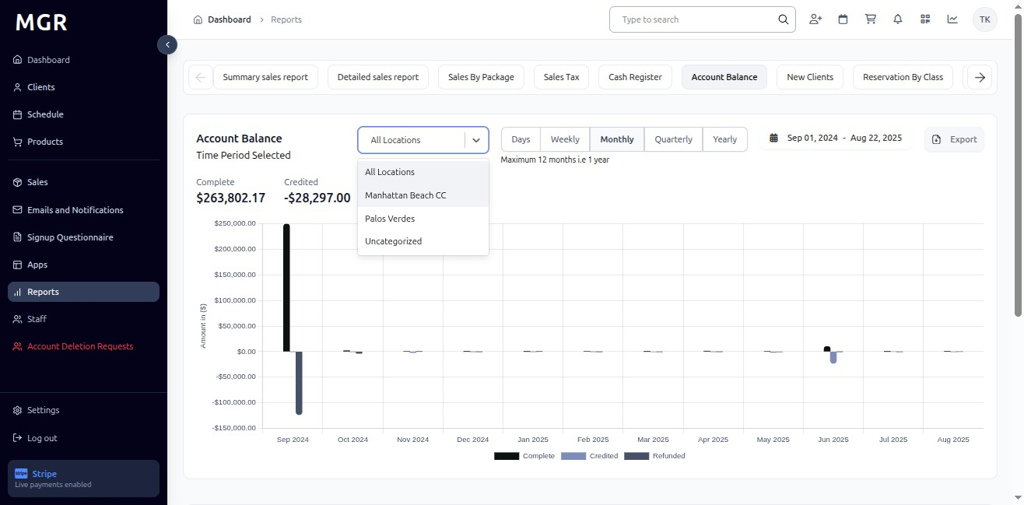 MGR
Dashboard
Clients
Schedule
Products
Sales
Emails and Notifications
Signup Questionnaire
Apps
Reports
Staff
Account Deletion Requests
Settings
Log out
stripe Stripe
Live payments enabled
Dashboard > Reports
Type to search
TK
Summary sales report Detailed sales report Sales By Package Sales Tax Cash Register Account Balance New Clients Reservation By Class
Account Balance
Time Period Selected
All Locations
Days Weekly Monthly Quarterly Yearly
Maximum 12 months i.e 1 year
Sep 01, 2024 - Aug 22, 2025
Export
Complete
$263,802.17
Credited
-$28,297.00
All Locations
Manhattan Beach CC
Palos Verdes
Uncategorized
Amount in ($)
$250,000.00
$200,000.00
$150,000.00
$100,000.00
$50,000.00
$0.00
-$50,000.00
-$100,000.00
-$150,000.00
Sep 2024 Oct 2024 Nov 2024 Dec 2024 Jan 2025 Feb 2025 Mar 2025 Apr 2025 May 2025 Jun 2025 Jul 2025 Aug 2025
Complete Credited Refunded